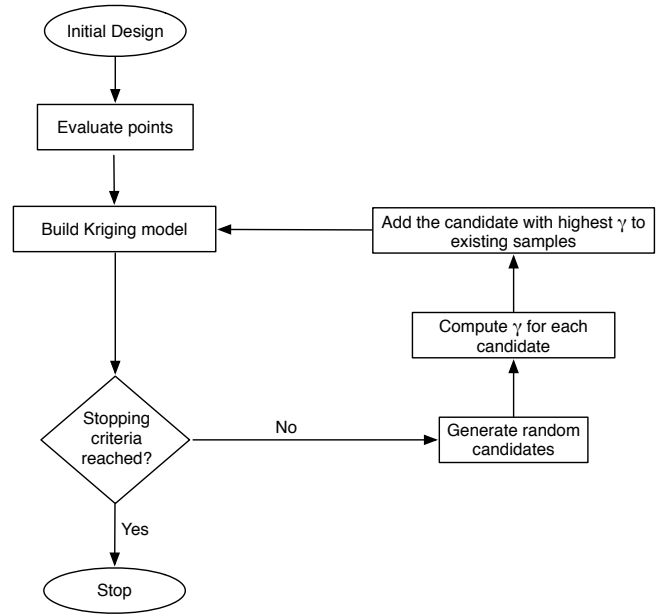 Initial Design
Evaluate points
Build Kriging model
Add the candidate with highest γ to
existing samples
Compute γ for each
candidate
Stopping
criteria
reached?
No
Generate random
candidates
Yes
Stop